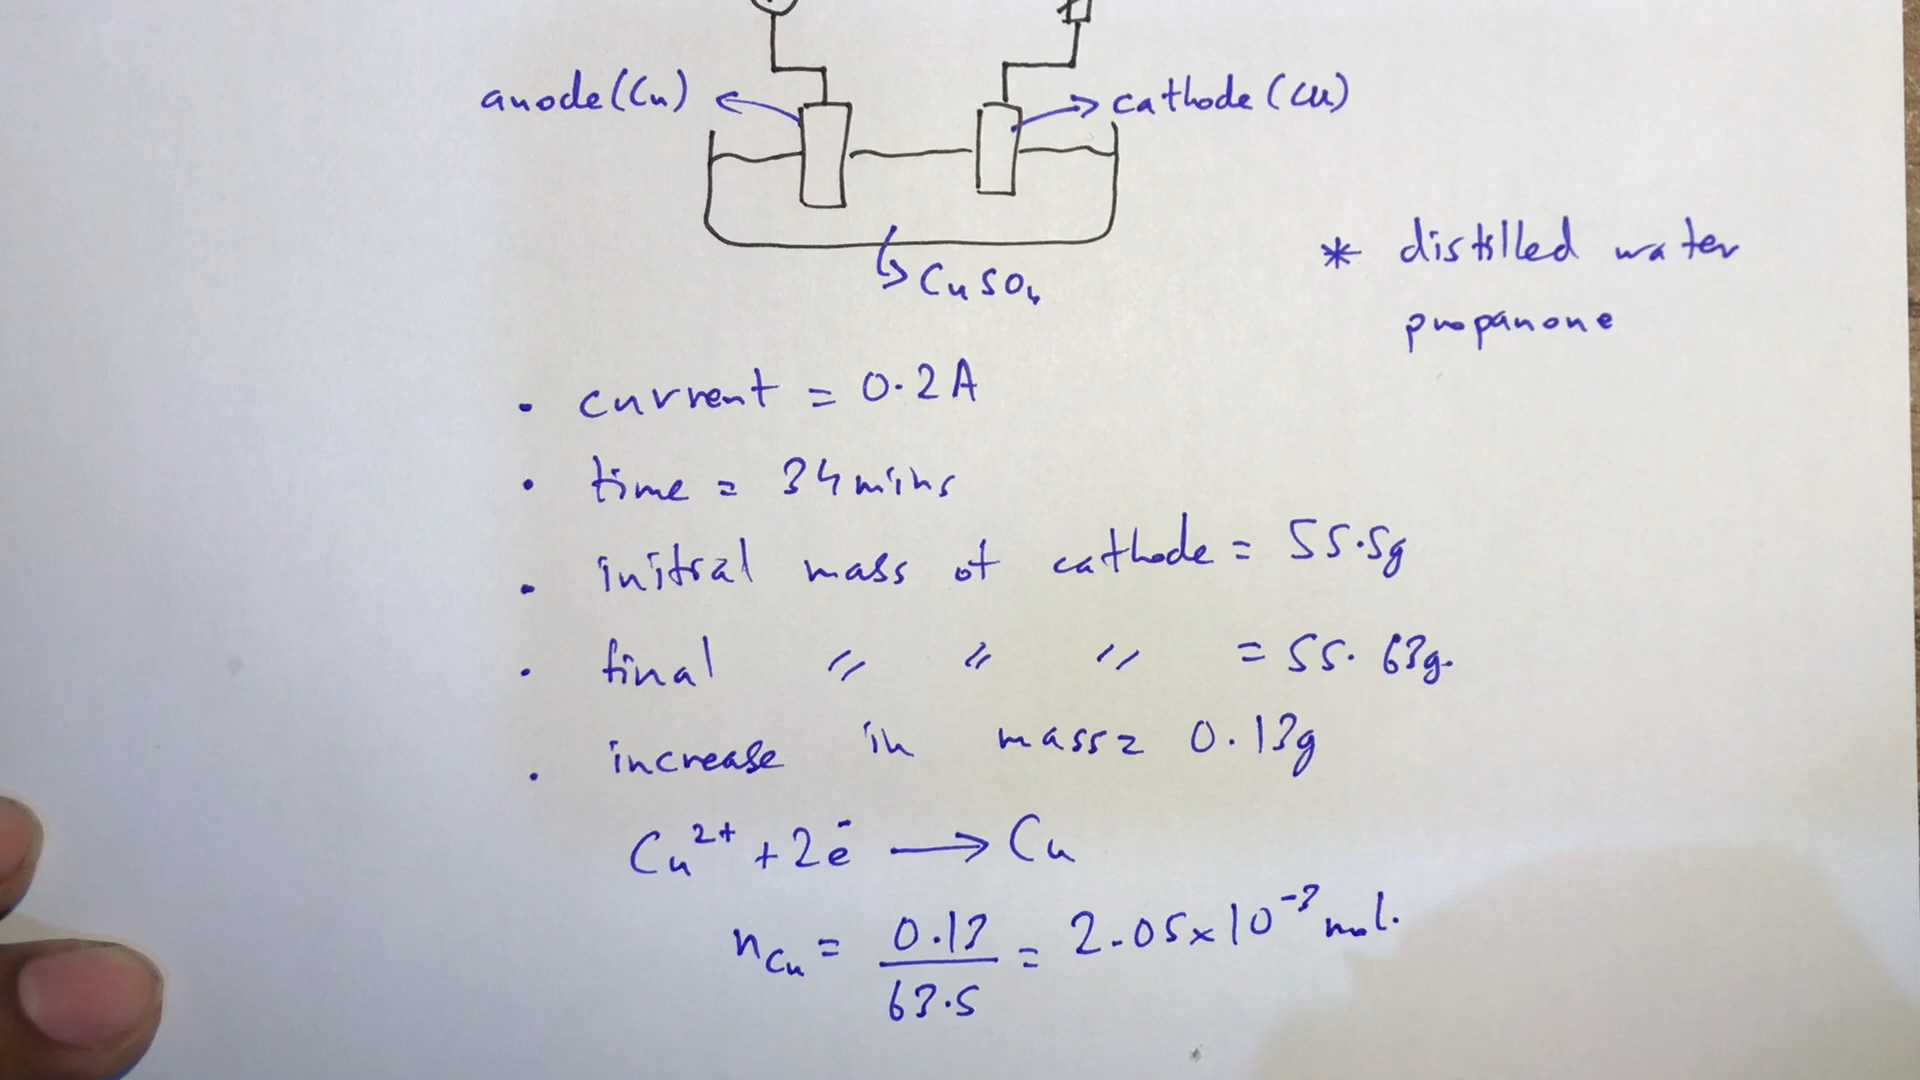 anode (Cu)
cathode (Cu)
CuSO₄
* distilled water
propanone
• current = 0.2A
• time = 34 mins
• initial mass of cathode = 55.5g
• final 〃 〃 〃 = 55.63g.
• increase in mass = 0.13g
Cu²⁺ + 2e⁻ → Cu
n_Cu = 0.13 / 63.5 = 2.05 × 10⁻³ mol.